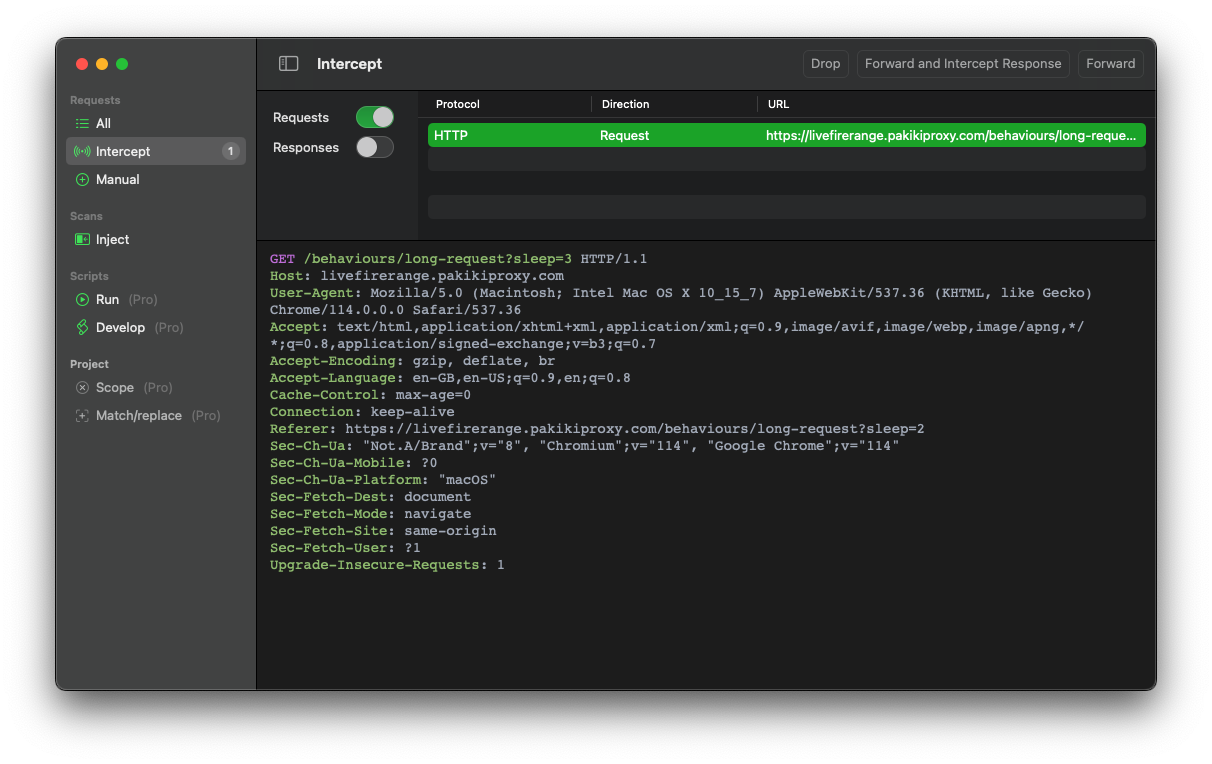 Intercept
Drop
Forward and Intercept Response
Forward
Requests
All
Intercept 1
Manual
Scans
Inject
Scripts
Run (Pro)
Develop (Pro)
Project
Scope (Pro)
Match/replace (Pro)
Requests
Responses
Protocol Direction URL
HTTP Request https://livefirerange.pakikiproxy.com/behaviours/long-reque...
GET /behaviours/long-request?sleep=3 HTTP/1.1
Host: livefirerange.pakikiproxy.com
User-Agent: Mozilla/5.0 (Macintosh; Intel Mac OS X 10_15_7) AppleWebKit/537.36 (KHTML, like Gecko)
Chrome/114.0.0.0 Safari/537.36
Accept: text/html,application/xhtml+xml,application/xml;q=0.9,image/avif,image/webp,image/apng,*/
*;q=0.8,application/signed-exchange;v=b3;q=0.7
Accept-Encoding: gzip, deflate, br
Accept-Language: en-GB,en-US;q=0.9,en;q=0.8
Cache-Control: max-age=0
Connection: keep-alive
Referer: https://livefirerange.pakikiproxy.com/behaviours/long-request?sleep=2
Sec-Ch-Ua: "Not.A/Brand";v="8", "Chromium";v="114", "Google Chrome";v="114"
Sec-Ch-Ua-Mobile: ?0
Sec-Ch-Ua-Platform: "macOS"
Sec-Fetch-Dest: document
Sec-Fetch-Mode: navigate
Sec-Fetch-Site: same-origin
Sec-Fetch-User: ?1
Upgrade-Insecure-Requests: 1